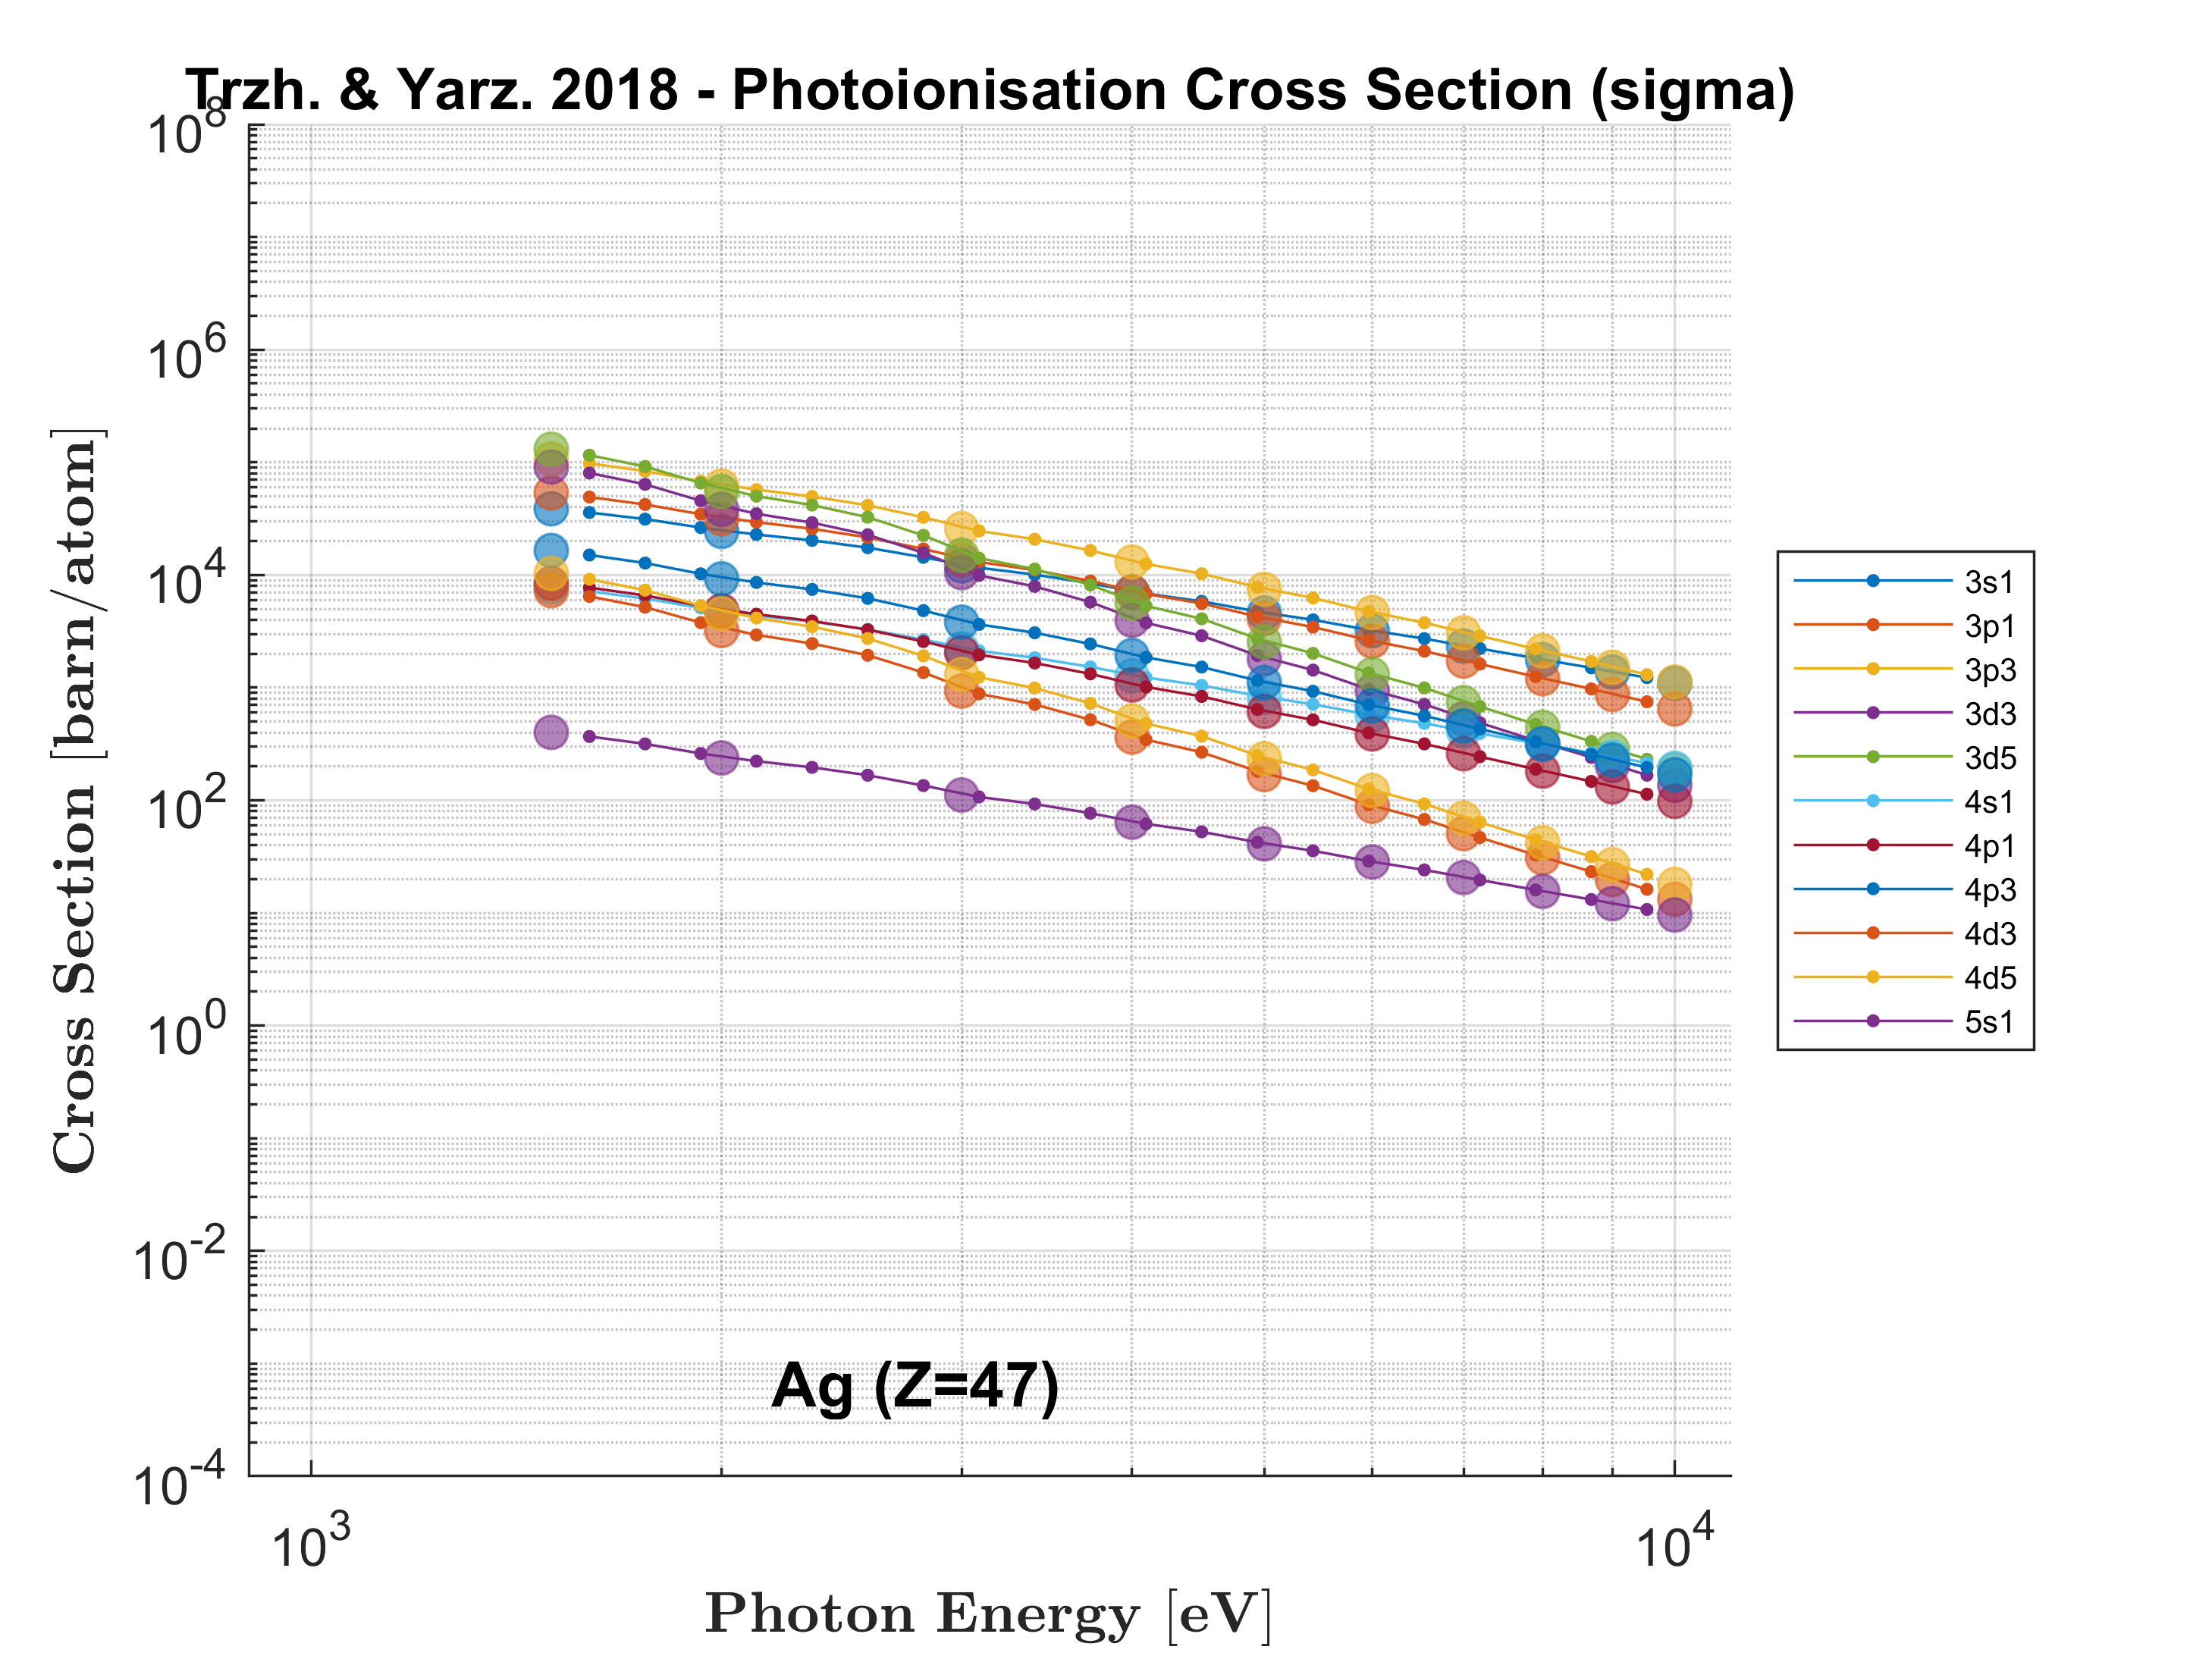 Trzh. & Yarz. 2018 - Photoionisation Cross Section (sigma)
10^8
10^6
10^4
10^2
10^0
10^-2
10^-4
Cross Section [barn/atom]
3s1
3p1
3p3
3d3
3d5
4s1
4p1
4p3
4d3
4d5
5s1
Ag (Z=47)
10^3
10^4
Photon Energy [eV]